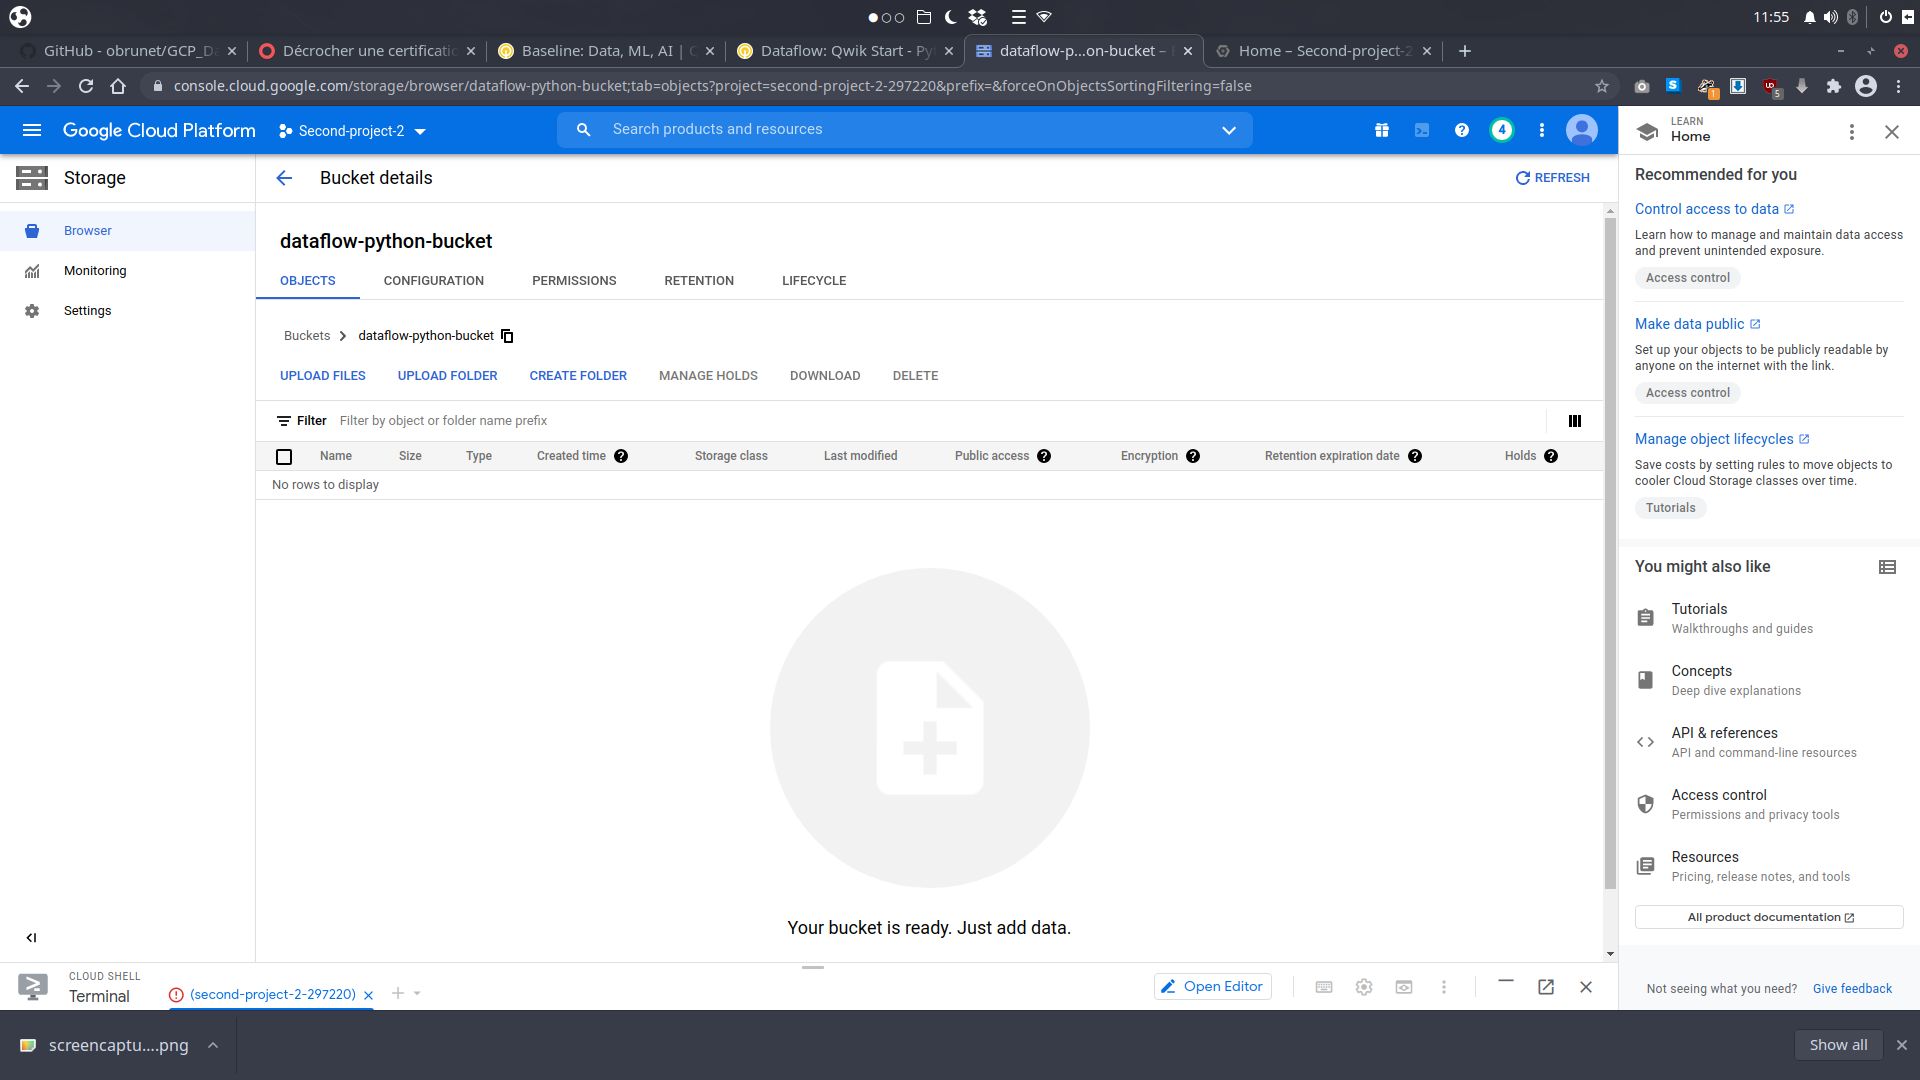 11:55
GitHub - obrunet/GCP_Da
Décrocher une certificatio
Baseline: Data, ML, AI | Q
Dataflow: Qwik Start - Pyt
dataflow-p...on-bucket –
Home – Second-project-2
console.cloud.google.com/storage/browser/dataflow-python-bucket;tab=objects?project=second-project-2-297220&prefix=&forceOnObjectsSortingFiltering=false
1
5
Google Cloud Platform
Second-project-2
Search products and resources
4
LEARN
Home
Storage
Bucket details
REFRESH
Recommended for you
Browser
Monitoring
Settings
dataflow-python-bucket
OBJECTS
CONFIGURATION
PERMISSIONS
RETENTION
LIFECYCLE
Buckets
dataflow-python-bucket
UPLOAD FILES
UPLOAD FOLDER
CREATE FOLDER
MANAGE HOLDS
DOWNLOAD
DELETE
Filter
Filter by object or folder name prefix
Name
Size
Type
Created time
Storage class
Last modified
Public access
Encryption
Retention expiration date
Holds
No rows to display
Your bucket is ready. Just add data.
Control access to data
Learn how to manage and maintain data access
and prevent unintended exposure.
Access control
Make data public
Set up your objects to be publicly readable by
anyone on the internet with the link.
Access control
Manage object lifecycles
Save costs by setting rules to move objects to
cooler Cloud Storage classes over time.
Tutorials
You might also like
Tutorials
Walkthroughs and guides
Concepts
Deep dive explanations
API & references
API and command-line resources
Access control
Permissions and privacy tools
Resources
Pricing, release notes, and tools
All product documentation
Not seeing what you need?
Give feedback
CLOUD SHELL
Terminal
(second-project-2-297220)
Open Editor
screencaptu....png
Show all